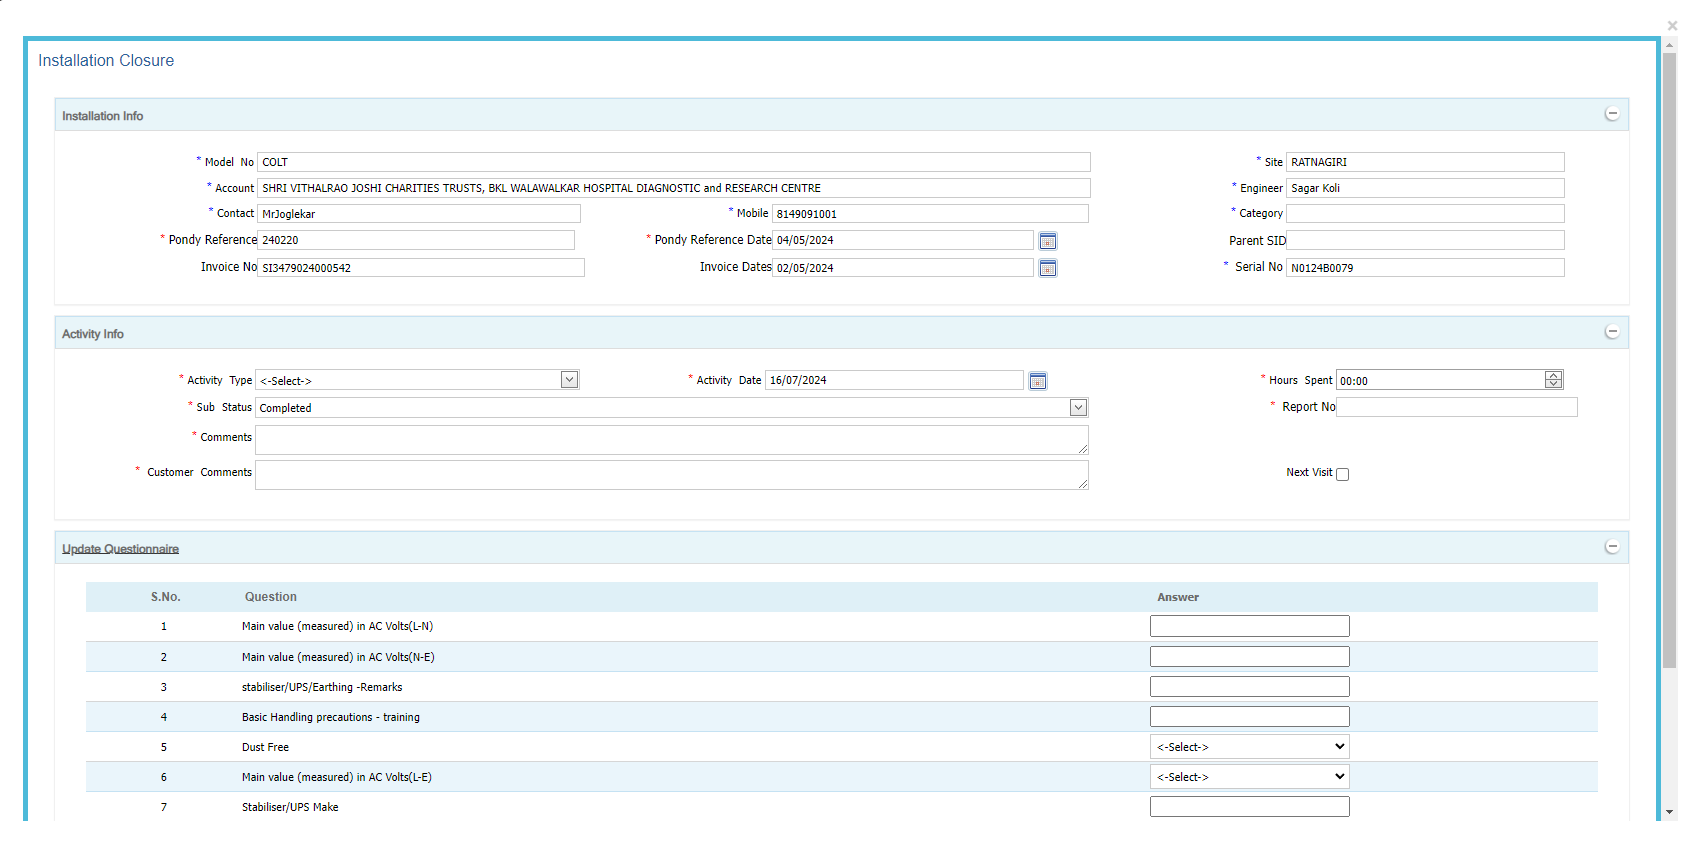 ×
Installation Closure
Installation Info
* Model No COLT * Site RATNAGIRI
* Account SHRI VITHALRAO JOSHI CHARITIES TRUSTS, BKL WALAWALKAR HOSPITAL DIAGNOSTIC and RESEARCH CENTRE * Engineer Sagar Koli
* Contact MrJoglekar * Mobile 8149091001 * Category
* Pondy Reference 240220 * Pondy Reference Date 04/05/2024 Parent SID
Invoice No SI3479024000542 Invoice Dates 02/05/2024 * Serial No N0124B0079
Activity Info
* Activity Type <-Select-> * Activity Date 16/07/2024 * Hours Spent 00:00
* Sub Status Completed * Report No
* Comments
* Customer Comments Next Visit
Update Questionnaire
S.No. Question Answer
1 Main value (measured) in AC Volts(L-N)
2 Main value (measured) in AC Volts(N-E)
3 stabiliser/UPS/Earthing -Remarks
4 Basic Handling precautions - training
5 Dust Free <-Select->
6 Main value (measured) in AC Volts(L-E) <-Select->
7 Stabiliser/UPS Make